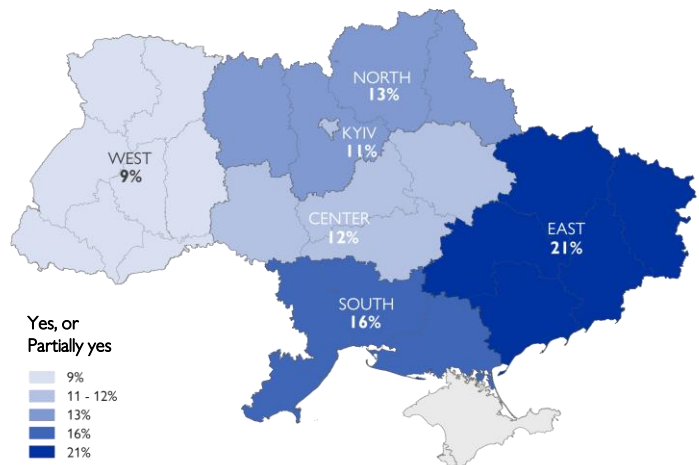 NORTH
13%
KYIV
11%
WEST
9%
CENTER
12%
EAST
21%
SOUTH
16%
Yes, or
Partially yes
9%
11 - 12%
13%
16%
21%